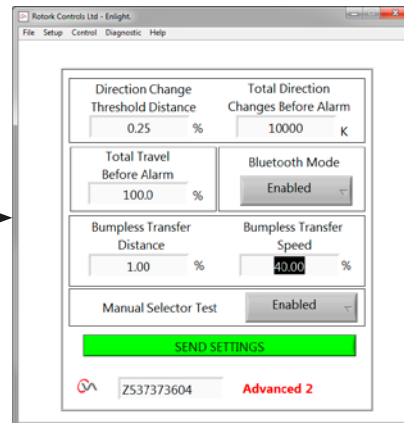 Rotork Controls Ltd - Enlight.
File Setup Control Diagnostic Help
Direction Change
Threshold Distance
0.25 %
Total Direction
Changes Before Alarm
10000 K
Total Travel
Before Alarm
100.0 %
Bluetooth Mode
Enabled
Bumpless Transfer
Distance
1.00 %
Bumpless Transfer
Speed
40.00 %
Manual Selector Test Enabled
SEND SETTINGS
Z537373604 Advanced 2